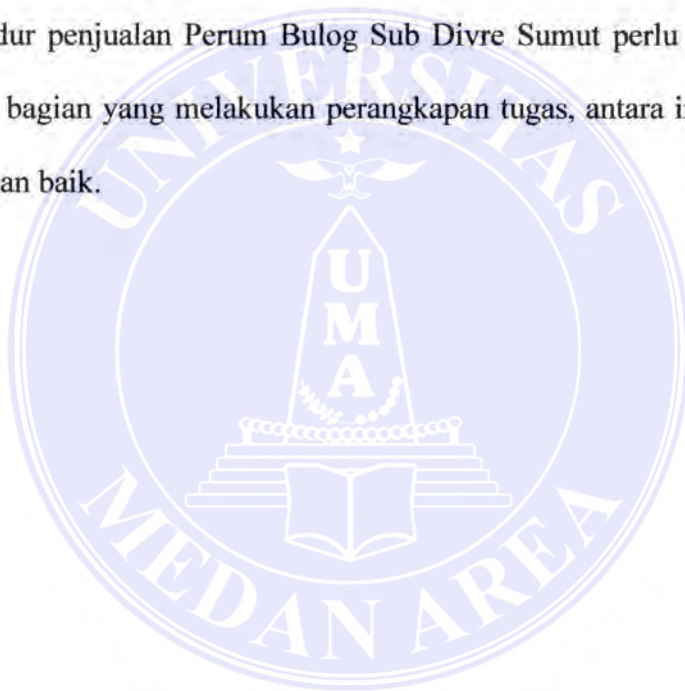 dur penjualan Perum Bulog Sub Divre Sumut perlu
bagian yang melakukan perangkapan tugas, antara
an baik.
UNIVERSITAS
UMA
MEDAN AREA